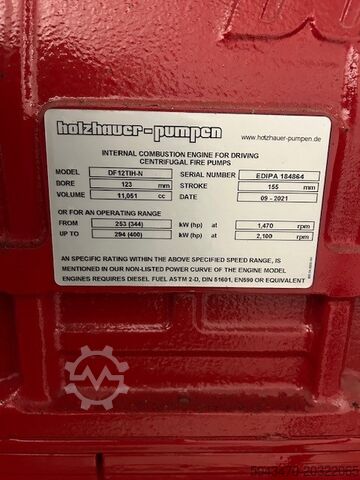 holzhauer-pumpen
www.holzhauer-pumpen.de
INTERNAL COMBUSTION ENGINE FOR DRIVING
CENTRIFUGAL FIRE PUMPS
MODEL DF12TIH-N SERIAL NUMBER EDIPA 184864
BORE 123 mm STROKE 155 mm
VOLUME 11,051 cc DATE 09 - 2021
OR FOR AN OPERATING RANGE
FROM 253 (344) kW (hp) at 1,470 rpm
UP TO 294 (400) kW (hp) at 2,100 rpm
AN SPECIFIC RATING WITHIN THE ABOVE SPECIFIED SPEED RANGE, IS
MENTIONED IN OUR NON-LISTED POWER CURVE OF THE ENGINE MODEL
ENGINES REQUIRES DIESEL FUEL ASTM 2-D, DIN 51601, EN590 OR EQUIVALENT